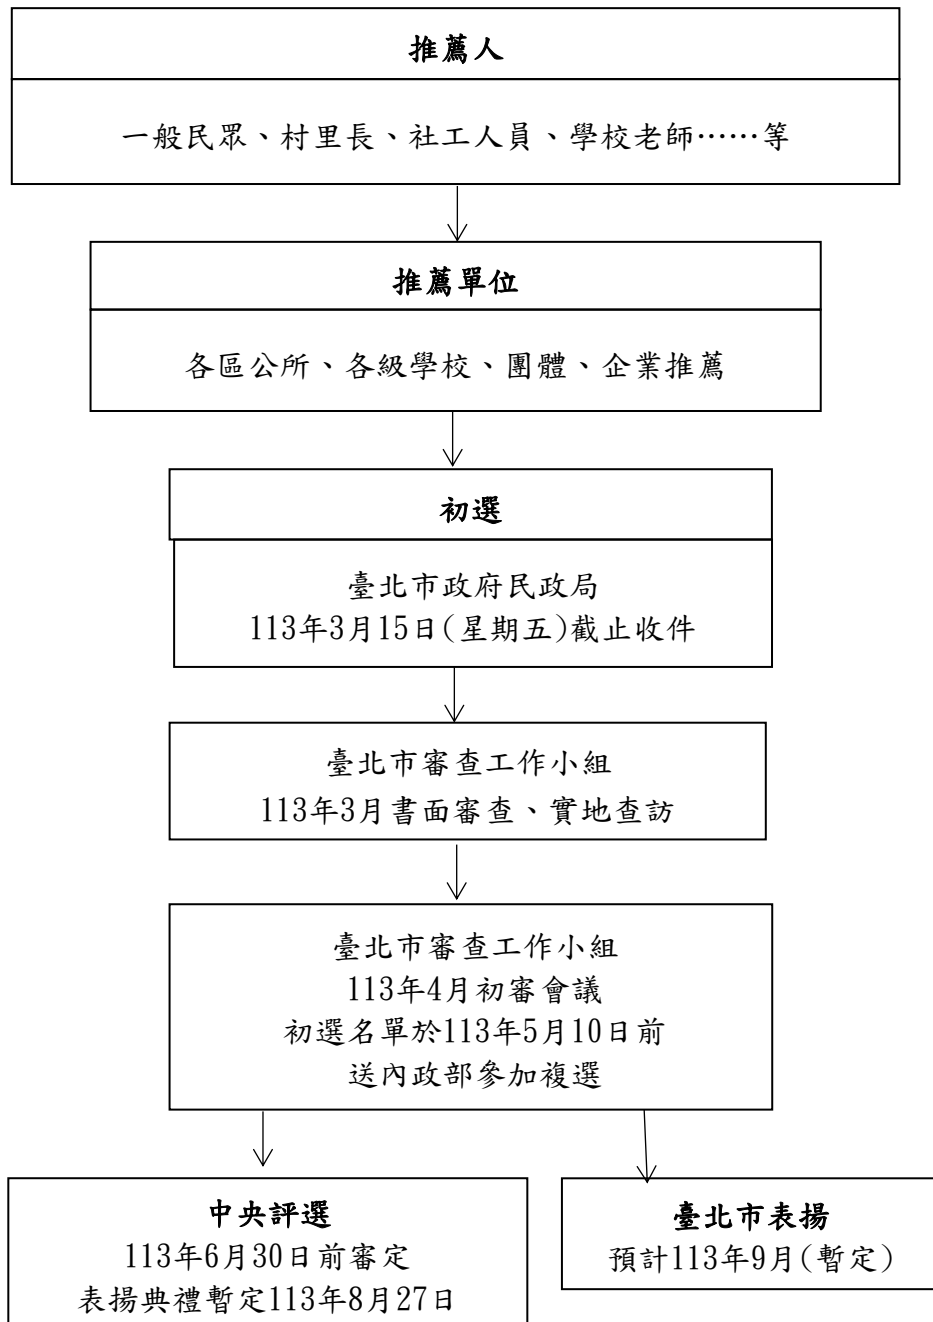 推薦人
一般民眾、村里長、社工人員、學校老師……等
推薦單位
各區公所、各級學校、團體、企業推薦
初選
臺北市政府民政局
113年3月15日(星期五)截止收件
臺北市審查工作小組
113年3月書面審查、實地查訪
臺北市審查工作小組
113年4月初審會議
初選名單於113年5月10日前
送內政部參加複選
中央評選
113年6月30日前審定
表揚典禮暫定113年8月27日
臺北市表揚
預計113年9月(暫定)